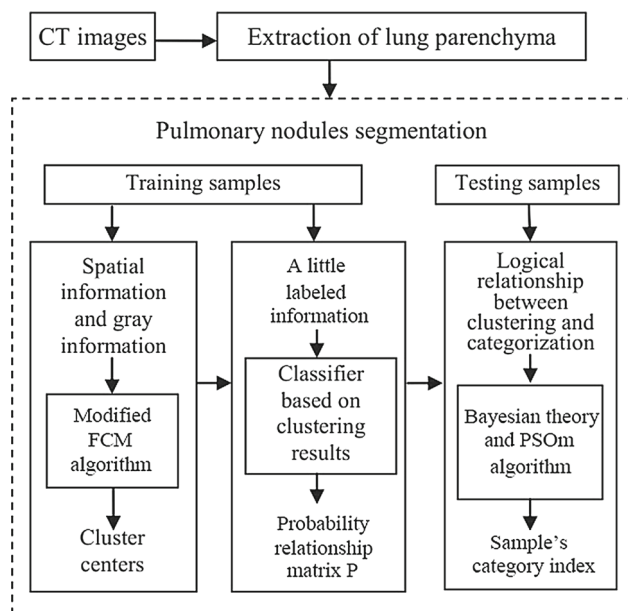 CT images
Extraction of lung parenchyma
Pulmonary nodules segmentation
Training samples
Testing samples
Spatial
information
and gray
information
Modified
FCM
algorithm
Cluster
centers
A little
labeled
information
Classifier
based on
clustering
results
Probability
relationship
matrix P
Logical
relationship
between
clustering and
categorization
Bayesian theory
and PSOm
algorithm
Sample's
category index